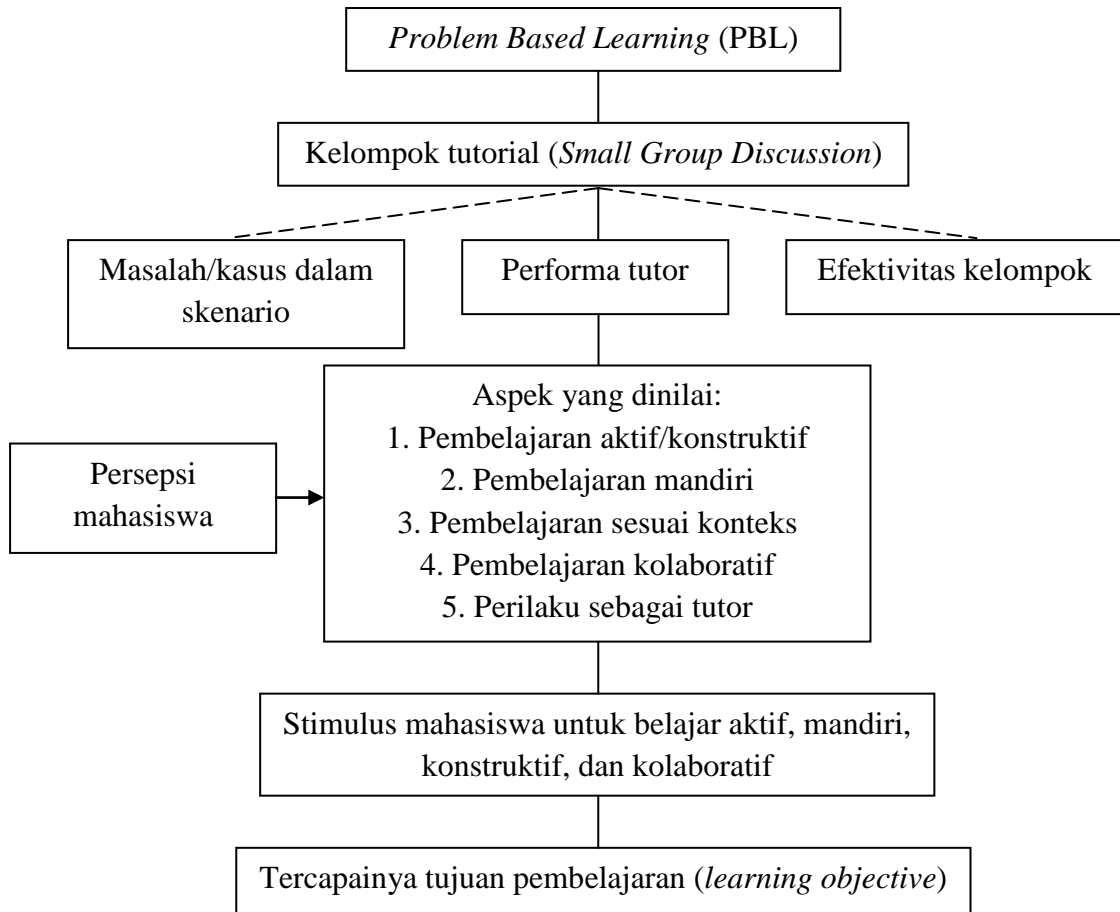 Problem Based Learning (PBL)
Kelompok tutorial (Small Group Discussion)
Masalah/kasus dalam
skenario
Performa tutor
Efektivitas kelompok
Aspek yang dinilai:
1. Pembelajaran aktif/konstruktif
2. Pembelajaran mandiri
3. Pembelajaran sesuai konteks
4. Pembelajaran kolaboratif
5. Perilaku sebagai tutor
Persepsi
mahasiswa
Stimulus mahasiswa untuk belajar aktif, mandiri,
konstruktif, dan kolaboratif
Tercapainya tujuan pembelajaran (learning objective)